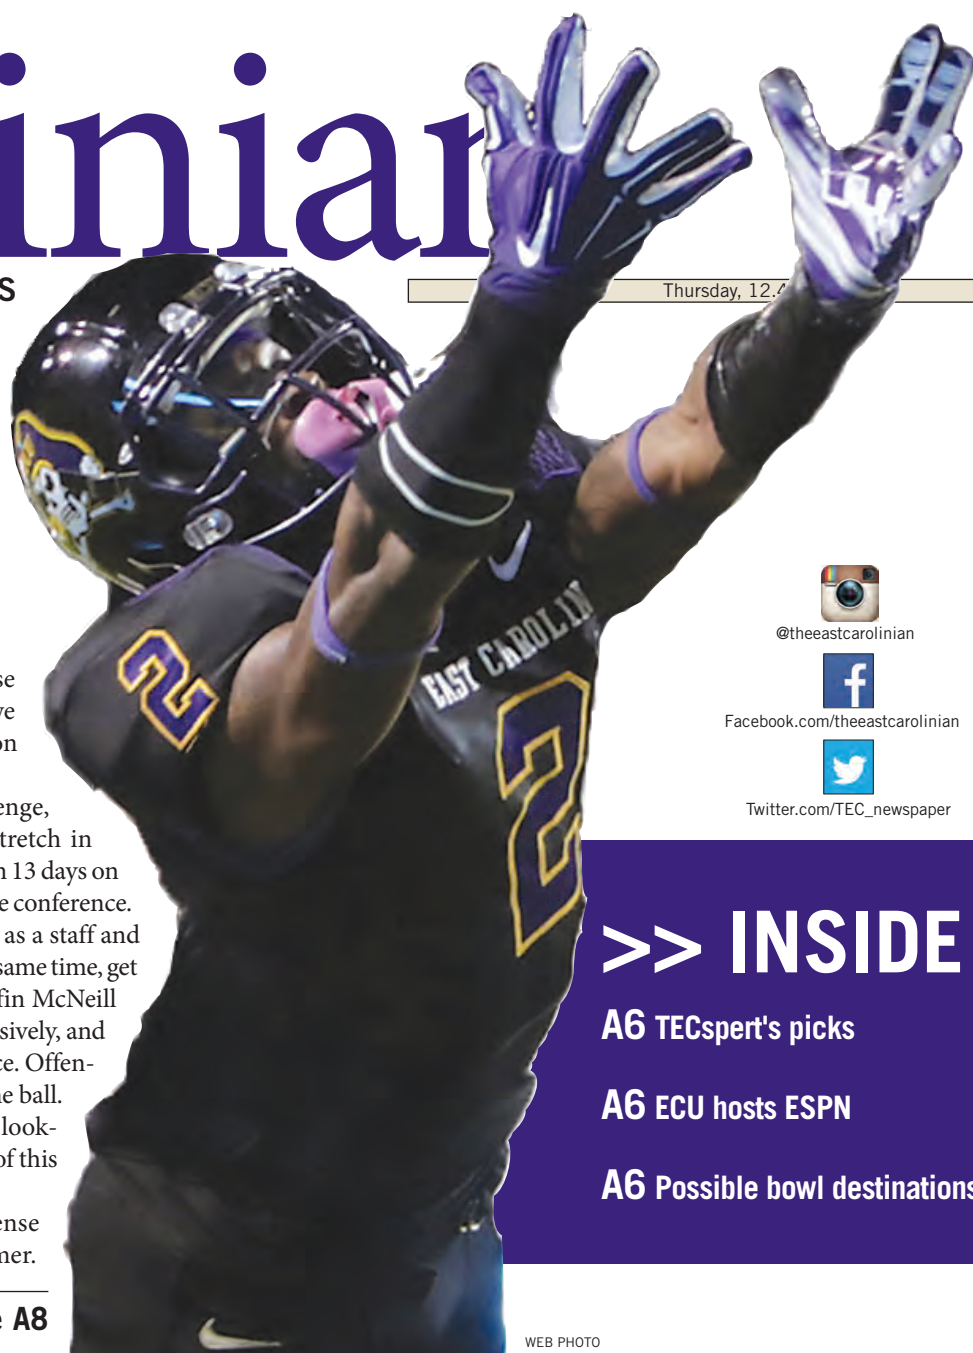 inian
S
Thursday, 12.4
EAST CAROLIN
2
2
@theeastcarolinian
Facebook.com/theeastcarolinian
Twitter.com/TEC_newspaper
se
ve
on
enge,
tretch in
n 13 days on
e conference.
as a staff and
same time, get
fin McNeill
sively, and
ce. Offen-
he ball.
look-
of this
ense
ner.
e A8
>> INSIDE
A6 TECspert's picks
A6 ECU hosts ESPN
A6 Possible bowl destinations
WEB PHOTO